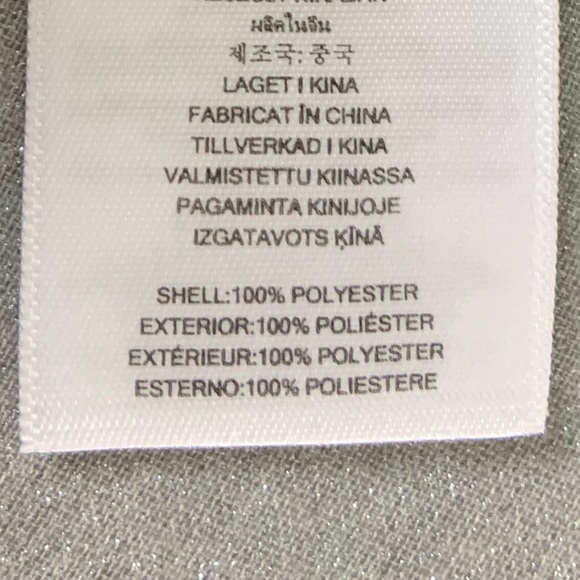 ผลิตในจีน
제조국: 중국
LAGET I KINA
FABRICAT ÎN CHINA
TILLVERKAD I KINA
VALMISTETTU KIINASSA
PAGAMINTA KINIJOJE
IZGATAVOTS ĶĪNĀ
SHELL:100% POLYESTER
EXTERIOR:100% POLIÉSTER
EXTÉRIEUR:100% POLYESTER
ESTERNO:100% POLIESTERE